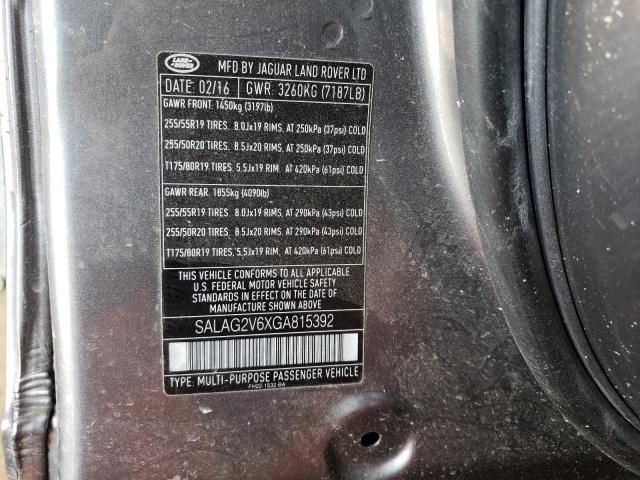 LAND ROVER
MFD BY JAGUAR LAND ROVER LTD
DATE: 02/16 GWR: 3260KG (7187LB)
GAWR FRONT: 1450kg (3197lb)
255/55R19 TIRES. 8.0Jx19 RIMS. AT 250kPa (37psi) COLD
255/50R20 TIRES. 8.5Jx20 RIMS. AT 250kPa (37psi) COLD
T175/80R19 TIRES. 5.5Jx19 RIM. AT 420kPa (61psi) COLD
GAWR REAR. 1855kg (4090lb)
255/55R19 TIRES. 8.0Jx19 RIMS. AT 290kPa (43psi) COLD
255/50R20 TIRES. 8.5Jx20 RIMS. AT 290kPa (43psi) COLD
T175/80R19 TIRES. 5.5Jx19 RIM. AT 420kPa (61psi) COLD
THIS VEHICLE CONFORMS TO ALL APPLICABLE
U.S. FEDERAL MOTOR VEHICLE SAFETY
STANDARDS IN EFFECT ON THE DATE OF
MANUFACTURE SHOWN ABOVE
SALAG2V6XGA815392
TYPE: MULTI-PURPOSE PASSENGER VEHICLE
FH22-1532-BA